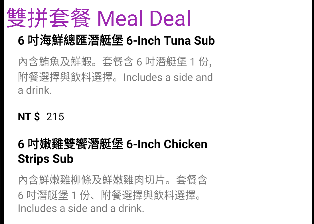 雙拼套餐 Meal Deal
6 吋海鮮總匯潛艇堡 6-Inch Tuna Sub
內含鮪魚及鮮蝦。套餐含 6 吋潛艇堡 1 份,
附餐選擇與飲料選擇。Includes a side and
a drink.
NT $ 215
6 吋嫩雞雙饗潛艇堡 6-Inch Chicken
Strips Sub
內含鮮嫩雞柳條及鮮嫩雞肉切片。套餐含
6 吋潛艇堡 1 份、附餐選擇與飲料選擇。
Includes a side and a drink.